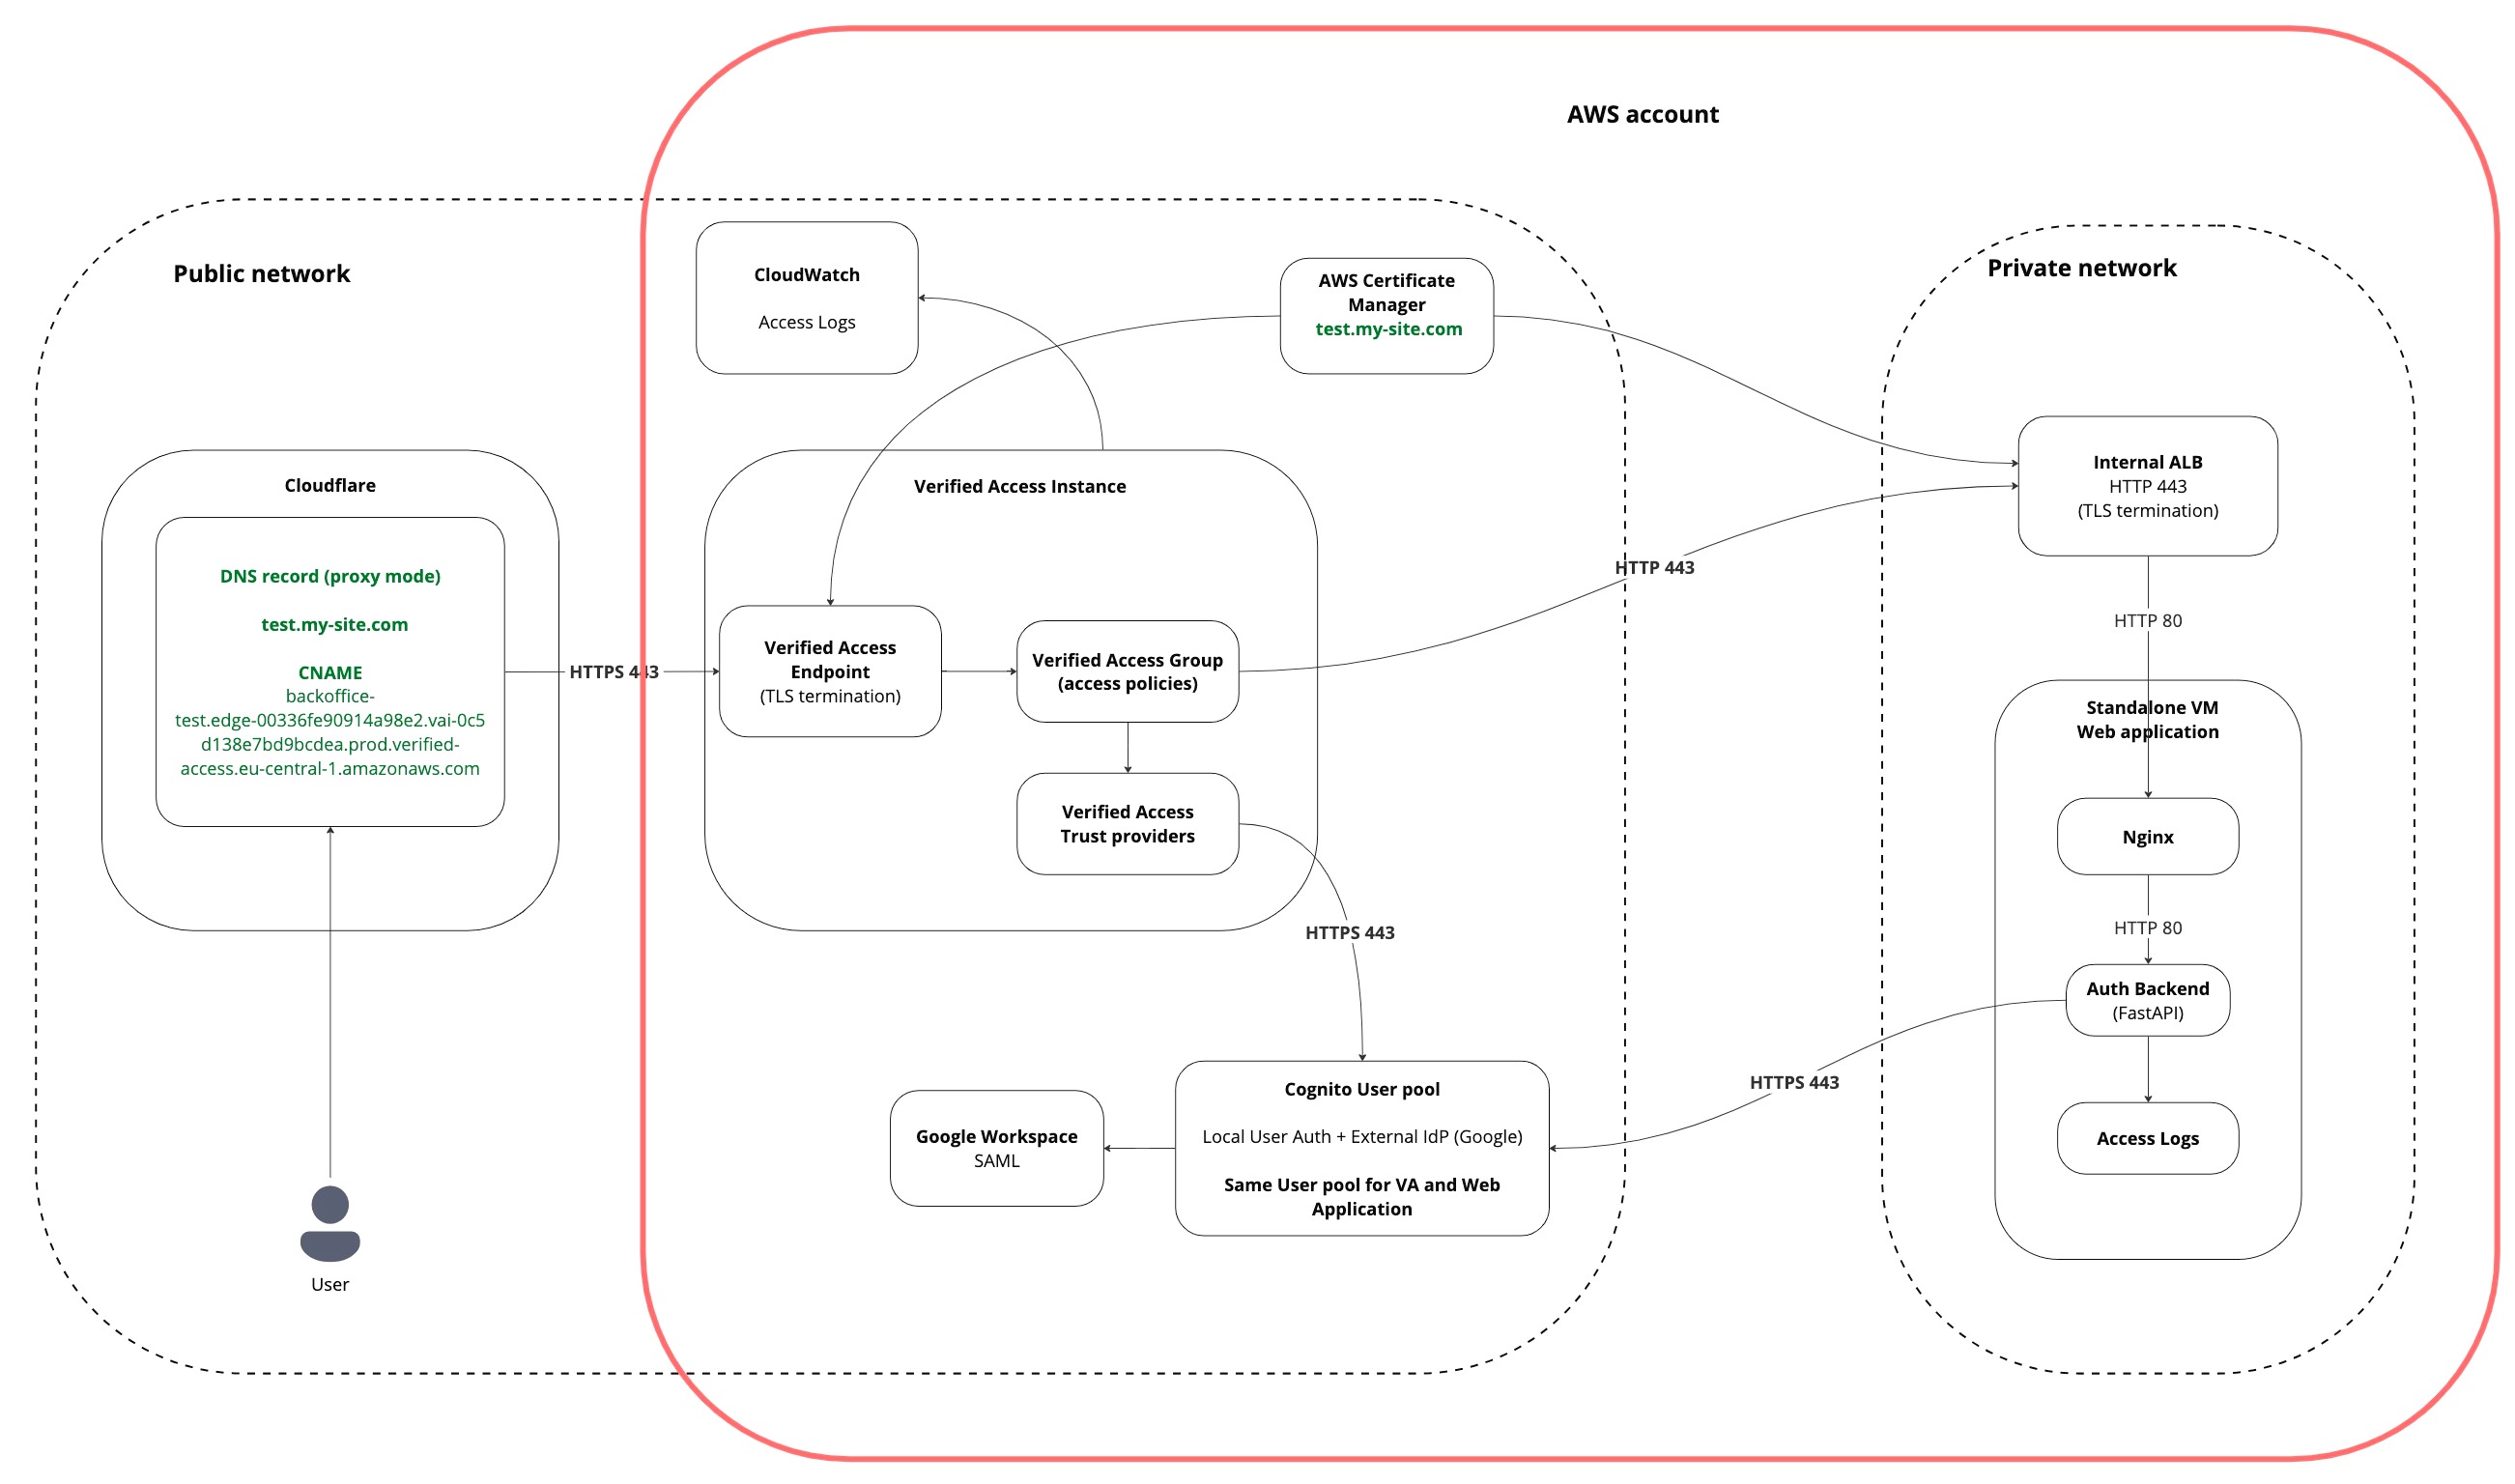 AWS account
Public network
Private network
CloudWatch
Access Logs
AWS Certificate
Manager
test.my-site.com
Cloudflare
DNS record (proxy mode)
test.my-site.com
CNAME
backoffice-
test.edge-00336fe90914a98e2.vai-0c5
d138e7bd9bcdea.prod.verified-
access.eu-central-1.amazonaws.com
HTTPS 443
Verified Access Instance
Verified Access
Endpoint
(TLS termination)
Verified Access Group
(access policies)
Verified Access
Trust providers
HTTPS 443
HTTP 443
Internal ALB
HTTP 443
(TLS termination)
HTTP 80
Standalone VM
Web application
Nginx
HTTP 80
Auth Backend
(FastAPI)
Access Logs
HTTPS 443
Cognito User pool
Local User Auth + External IdP (Google)
Same User pool for VA and Web
Application
Google Workspace
SAML
User